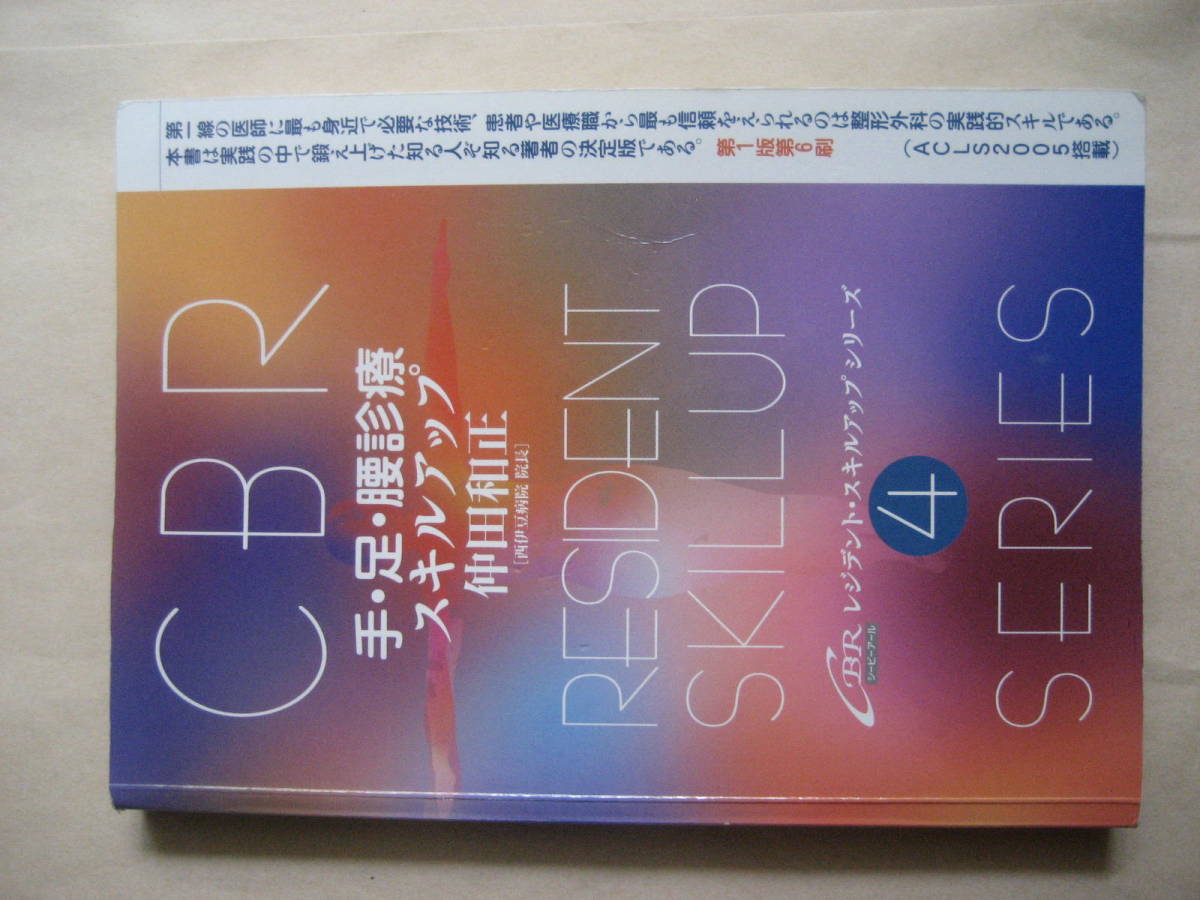 CBR
手・足・腰診療
スキルアップ。
仲田和正
[西伊豆病院 院長]
RESIDENT
SKILLUP
CBR レジデント・スキルアップ シリーズ
シービーアール
4
SERIES
第一線の医師に最も身近で必要な技術、患者や医療職から最も信頼をえられるのは整形外科の実践的スキルである。
本書は実践の中で鍛え上げた知る人ぞ知る著者の決定版である。 第1版第6刷
(ACLS2005搭載)